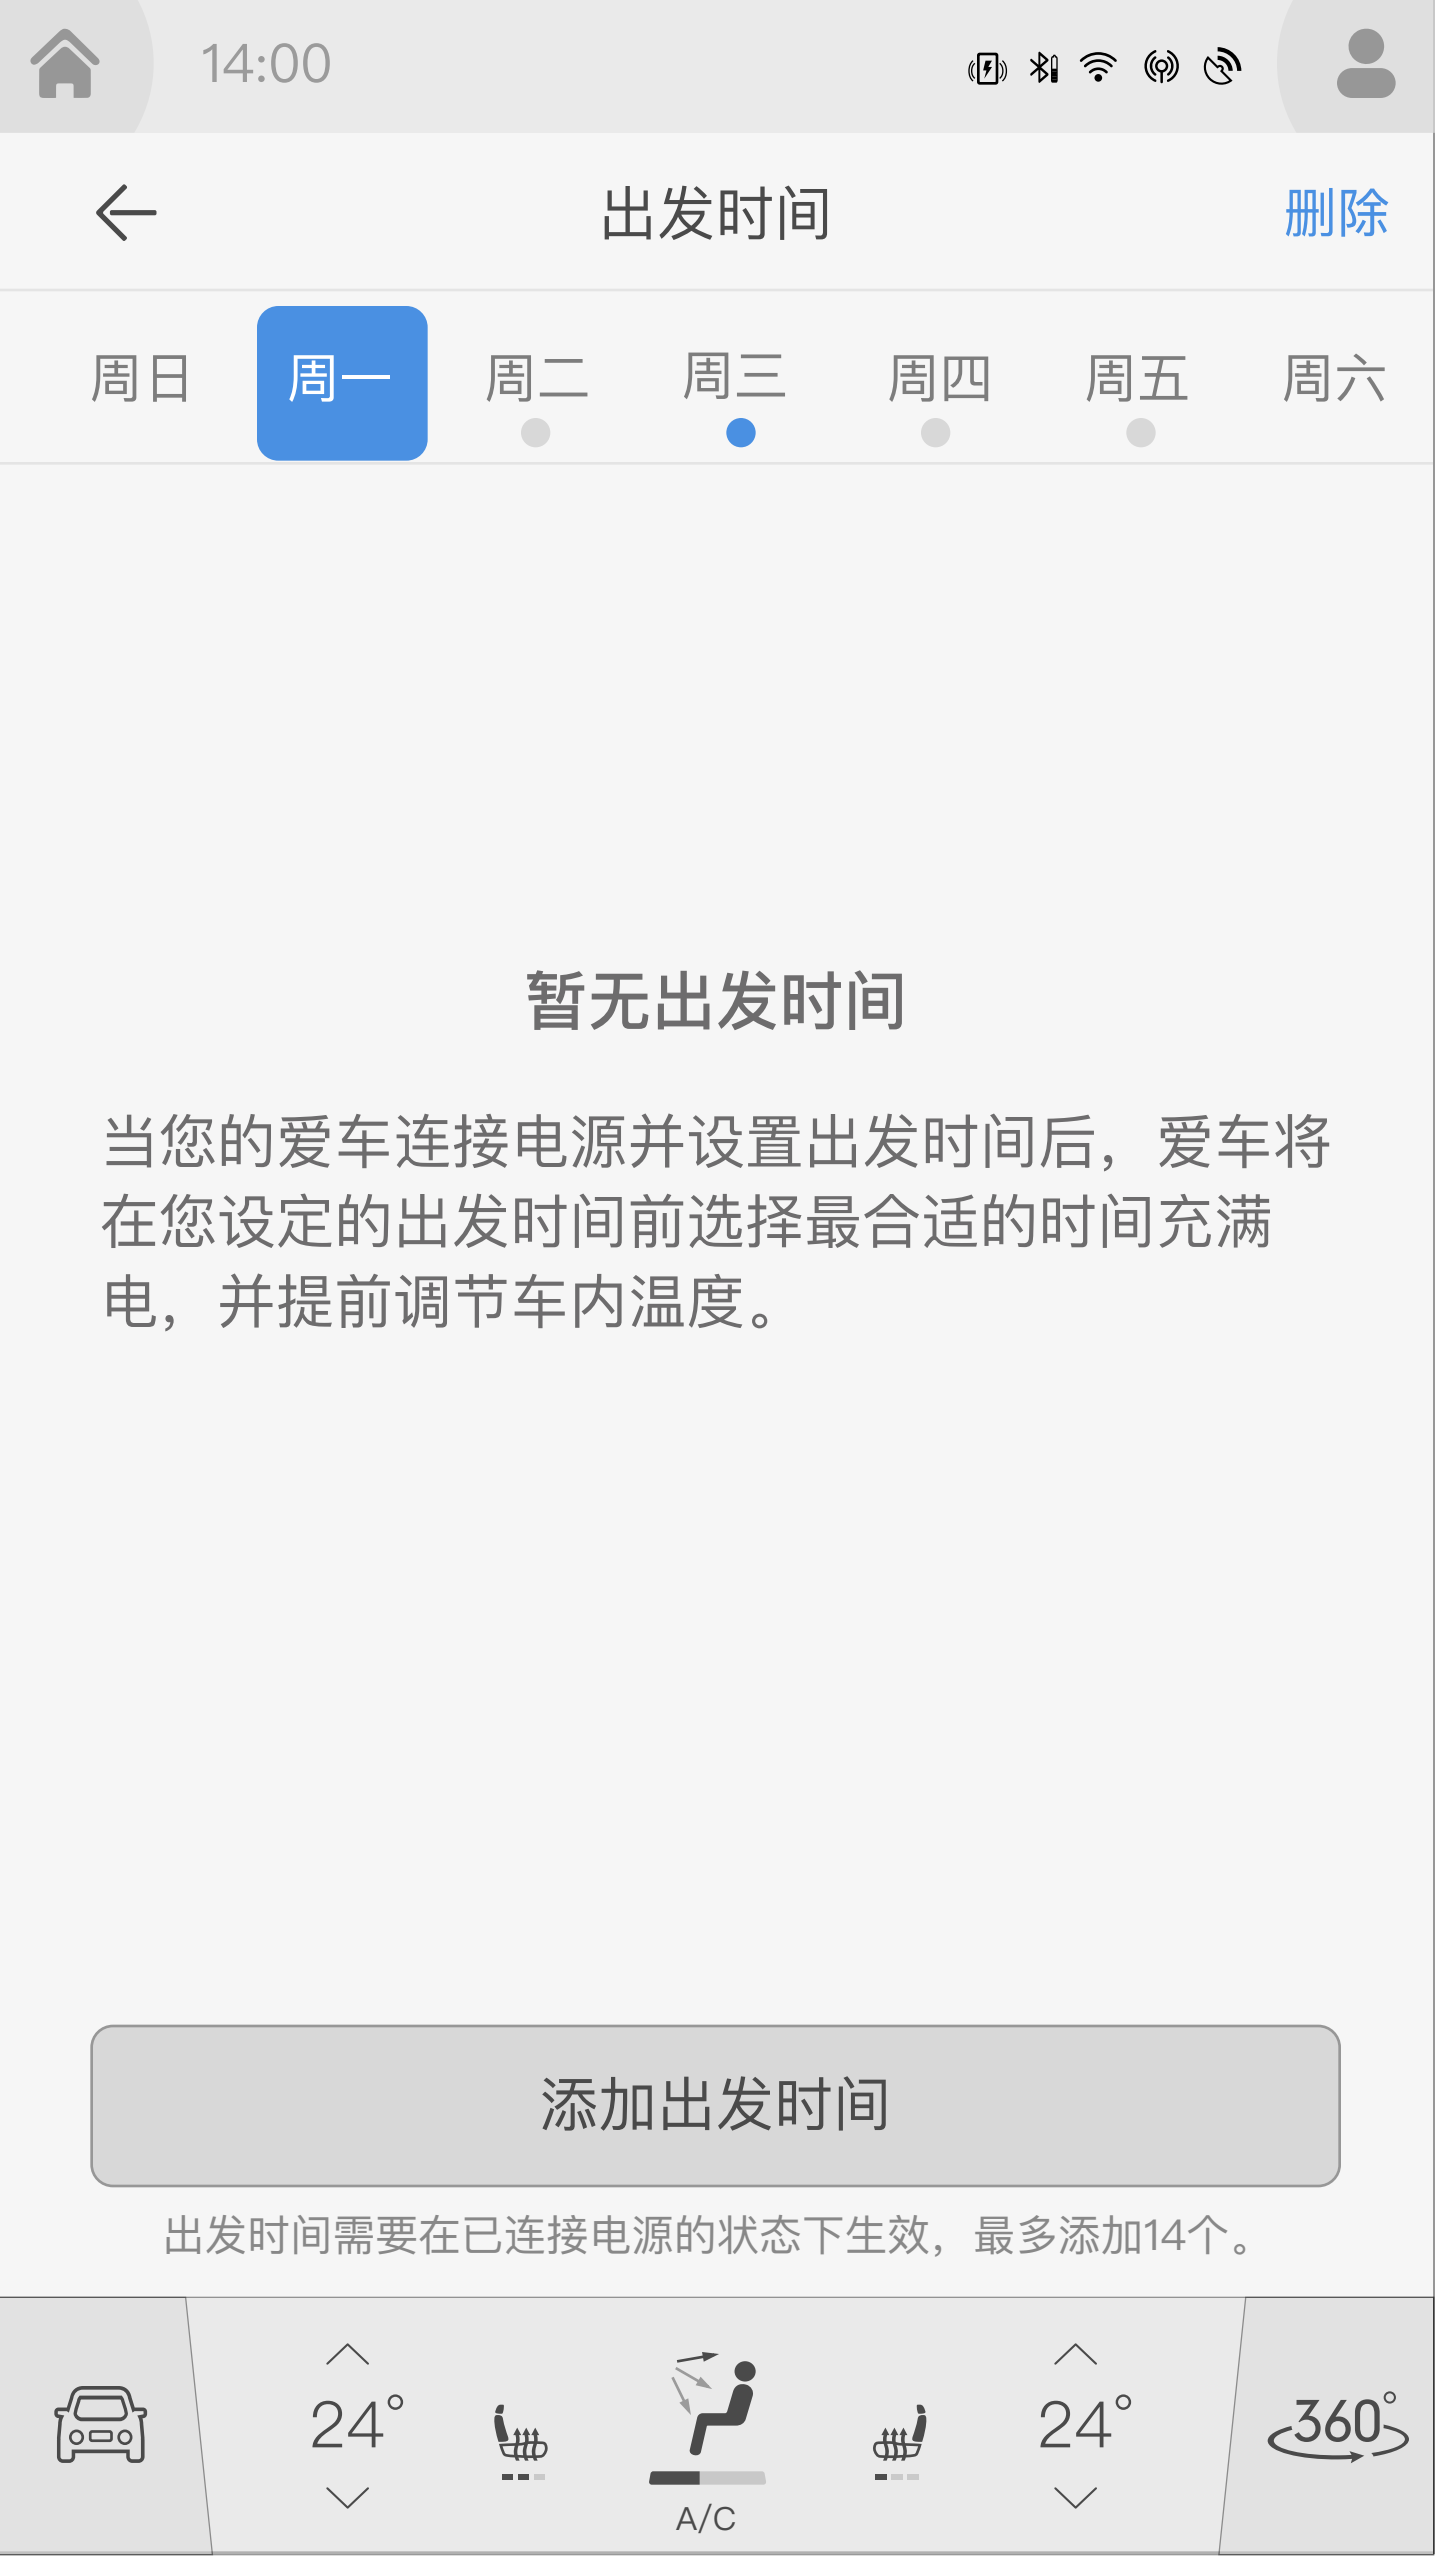 14:00
出发时间 删除
周日 周一 周二 周三 周四 周五 周六
暂无出发时间
当您的爱车连接电源并设置出发时间后，爱车将
在您设定的出发时间前选择最合适的时间充满
电，并提前调节车内温度。
添加出发时间
出发时间需要在已连接电源的状态下生效，最多添加14个。
24° 24° 360°
A/C